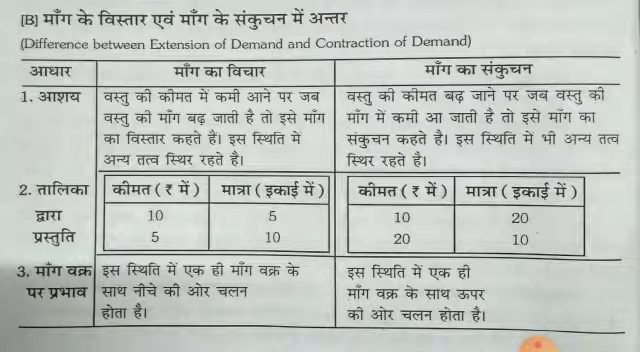 [B] माँग के विस्तार एवं माँग के संकुचन में अन्तर
(Difference between Extension of Demand and Contraction of Demand)
आधार माँग का विचार माँग का संकुचन
1. आशय वस्तु की कीमत में कमी आने पर जब वस्तु की कीमत बढ़ जाने पर जब वस्तु की
वस्तु की माँग बढ़ जाती है तो इसे माँग माँग में कमी आ जाती है तो इसे माँग का
का विस्तार कहते हैं। इस स्थिति में संकुचन कहते है। इस स्थिति में भी अन्य तत्व
अन्य तत्व स्थिर रहते है। स्थिर रहते है।
2. तालिका कीमत ( ₹ में ) मात्रा ( इकाई में ) कीमत ( ₹ में ) मात्रा ( इकाई में )
द्वारा 10 5 10 20
प्रस्तुति 5 10 20 10
3. माँग वक्र इस स्थिति में एक ही माँग वक्र के इस स्थिति में एक ही
पर प्रभाव साथ नीचे की ओर चलन माँग वक्र के साथ ऊपर
होता है। की ओर चलन होता है।